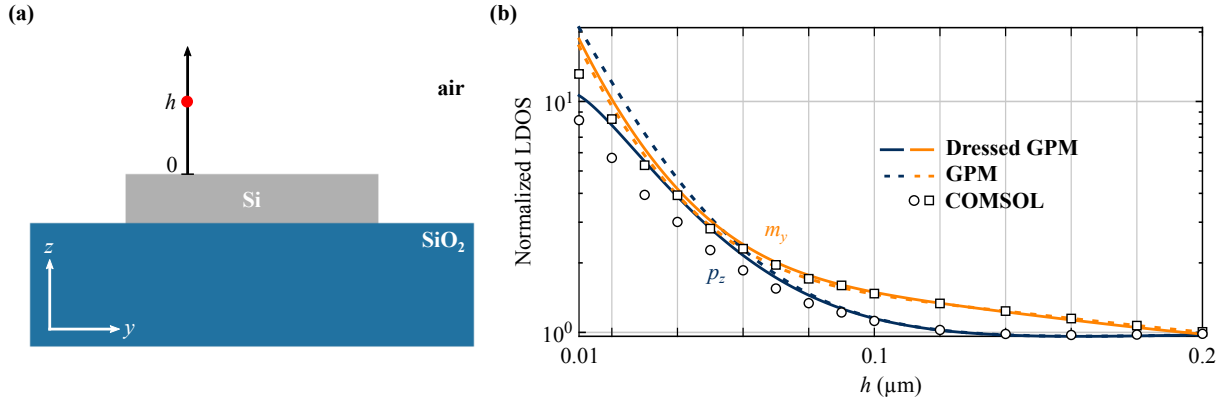 (a)
h
0
air
Si
SiO₂
z
y
(b)
Normalized LDOS
10¹
10⁰
Dressed GPM
GPM
COMSOL
m_y
p_z
0.01
0.1
0.2
h (µm)